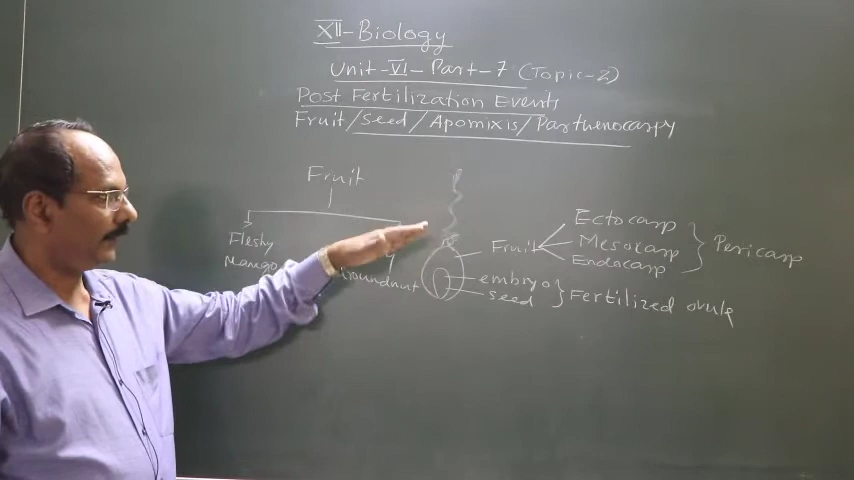 XII-Biology
Unit-VI-Part-7 (Topic-2)
Post Fertilization Events
Fruit/Seed/Apomixis/Parthenocarpy
Fruit
Fleshy
Mango
Fruit
Ectocarp
Mesocarp
Endocarp
Pericarp
embryo
seed
Fertilized ovule